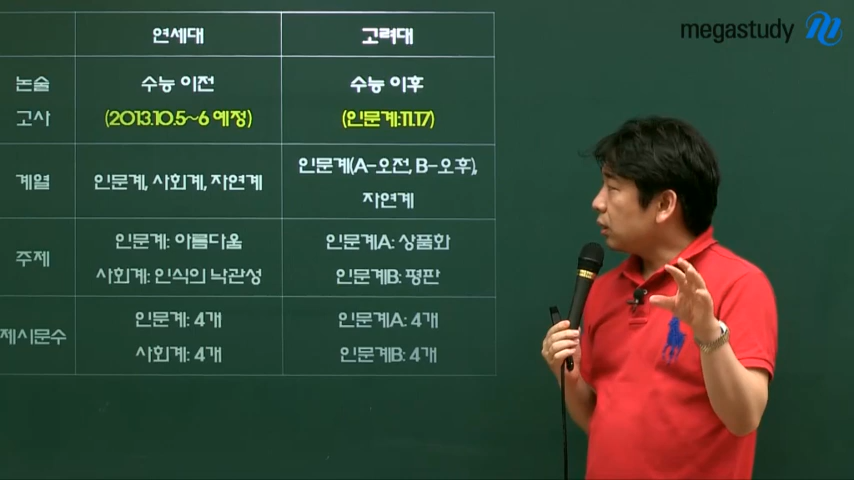 megastudy
연세대 고려대
논술 수능 이전 수능 이후
고사 (2013.10.5~6 예정) (인문계:11.17)
계열 인문계, 사회계, 자연계 인문계(A-오전, B-오후),
자연계
주제 인문계: 아름다움 인문계A: 상품화
사회계: 인식의 낙관성 인문계B: 평판
제시문수 인문계: 4개 인문계A: 4개
사회계: 4개 인문계B: 4개